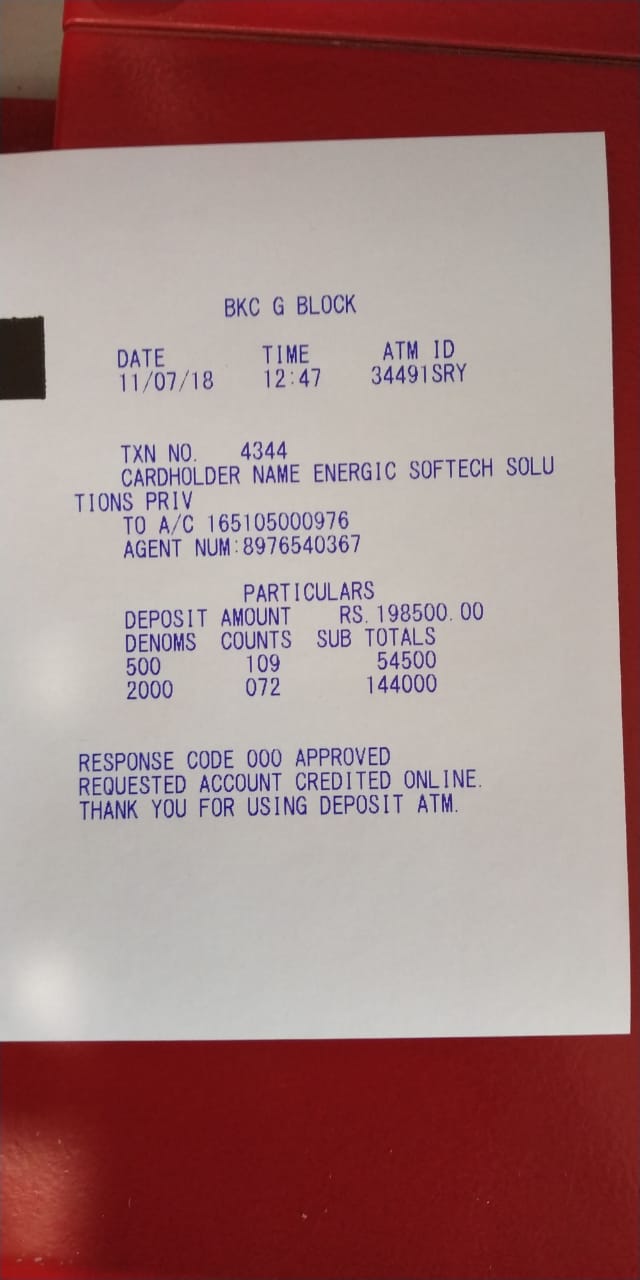 BKC G BLOCK
DATE TIME ATM ID
11/07/18 12:47 34491SRY
TXN NO. 4344
CARDHOLDER NAME ENERGIC SOFTECH SOLU
TIONS PRIV
TO A/C 165105000976
AGENT NUM:8976540367
PARTICULARS
DEPOSIT AMOUNT RS.198500.00
DENOMS COUNTS SUB TOTALS
500 109 54500
2000 072 144000
RESPONSE CODE 000 APPROVED
REQUESTED ACCOUNT CREDITED ONLINE.
THANK YOU FOR USING DEPOSIT ATM.